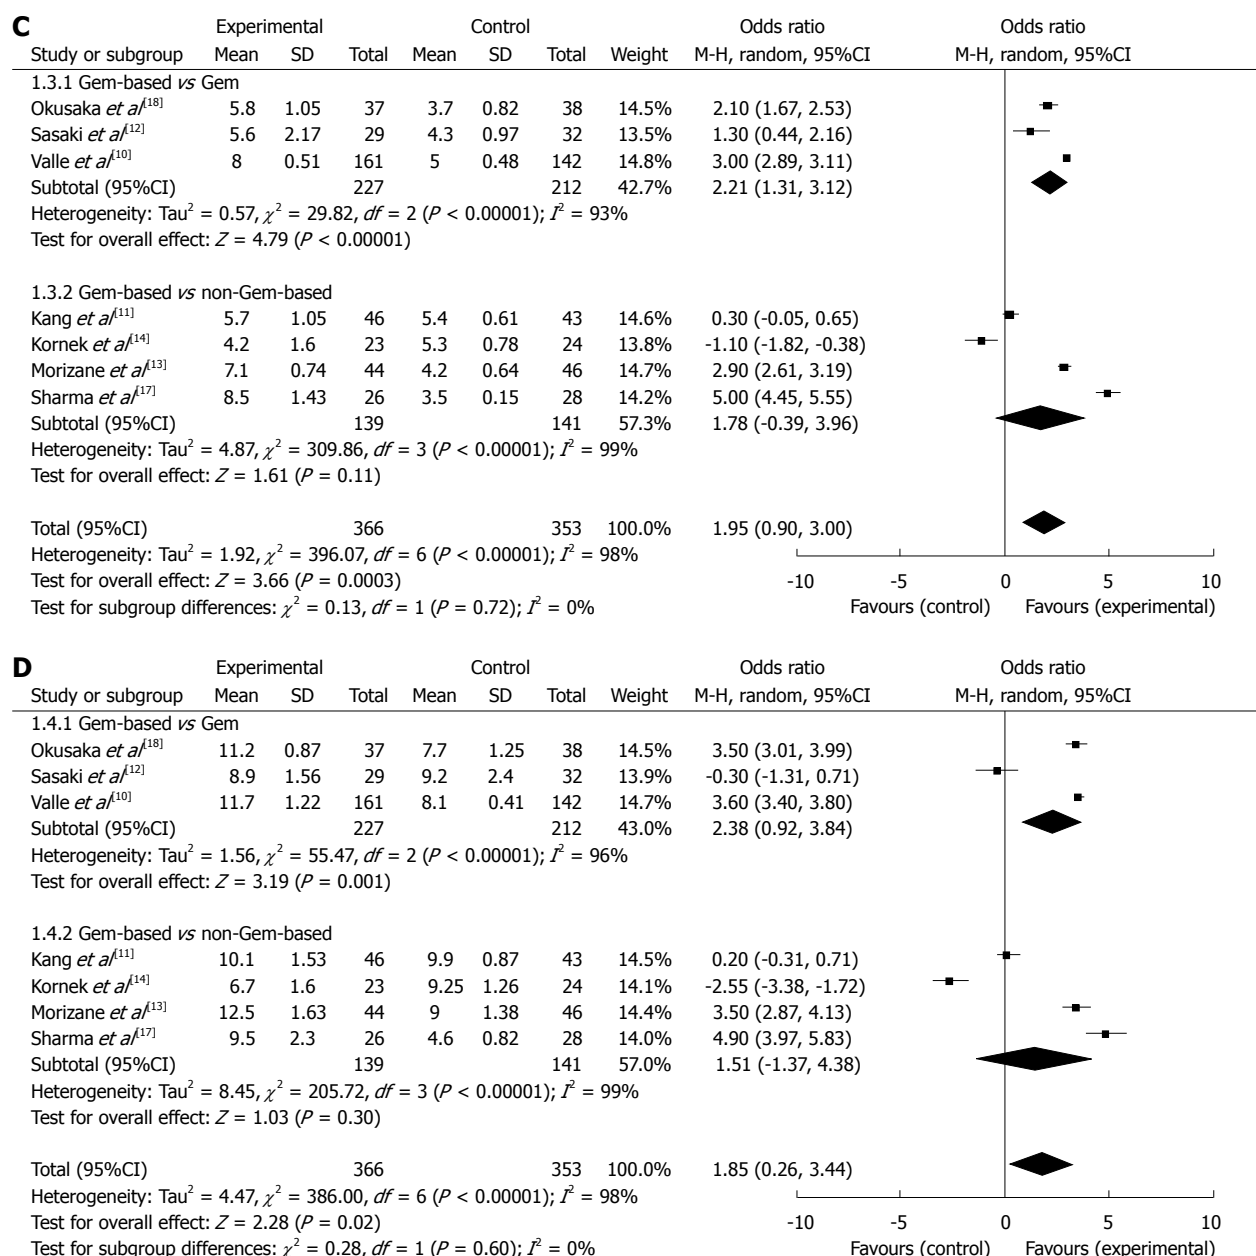 C
Experimental Control Odds ratio Odds ratio
Study or subgroup Mean SD Total Mean SD Total Weight M-H, random, 95%CI M-H, random, 95%CI
1.3.1 Gem-based vs Gem
Okusaka et al[18] 5.8 1.05 37 3.7 0.82 38 14.5% 2.10 (1.67, 2.53)
Sasaki et al[12] 5.6 2.17 29 4.3 0.97 32 13.5% 1.30 (0.44, 2.16)
Valle et al[10] 8 0.51 161 5 0.48 142 14.8% 3.00 (2.89, 3.11)
Subtotal (95%CI) 227 212 42.7% 2.21 (1.31, 3.12)
Heterogeneity: Tau2 = 0.57, χ2 = 29.82, df = 2 (P < 0.00001); I2 = 93%
Test for overall effect: Z = 4.79 (P < 0.00001)
1.3.2 Gem-based vs non-Gem-based
Kang et al[11] 5.7 1.05 46 5.4 0.61 43 14.6% 0.30 (-0.05, 0.65)
Kornek et al[14] 4.2 1.6 23 5.3 0.78 24 13.8% -1.10 (-1.82, -0.38)
Morizane et al[13] 7.1 0.74 44 4.2 0.64 46 14.7% 2.90 (2.61, 3.19)
Sharma et al[17] 8.5 1.43 26 3.5 0.15 28 14.2% 5.00 (4.45, 5.55)
Subtotal (95%CI) 139 141 57.3% 1.78 (-0.39, 3.96)
Heterogeneity: Tau2 = 4.87, χ2 = 309.86, df = 3 (P < 0.00001); I2 = 99%
Test for overall effect: Z = 1.61 (P = 0.11)
Total (95%CI) 366 353 100.0% 1.95 (0.90, 3.00)
Heterogeneity: Tau2 = 1.92, χ2 = 396.07, df = 6 (P < 0.00001); I2 = 98%
Test for overall effect: Z = 3.66 (P = 0.0003) -10 -5 0 5 10
Test for subgroup differences: χ2 = 0.13, df = 1 (P = 0.72); I2 = 0% Favours (control) Favours (experimental)
D
Experimental Control Odds ratio Odds ratio
Study or subgroup Mean SD Total Mean SD Total Weight M-H, random, 95%CI M-H, random, 95%CI
1.4.1 Gem-based vs Gem
Okusaka et al[18] 11.2 0.87 37 7.7 1.25 38 14.5% 3.50 (3.01, 3.99)
Sasaki et al[12] 8.9 1.56 29 9.2 2.4 32 13.9% -0.30 (-1.31, 0.71)
Valle et al[10] 11.7 1.22 161 8.1 0.41 142 14.7% 3.60 (3.40, 3.80)
Subtotal (95%CI) 227 212 43.0% 2.38 (0.92, 3.84)
Heterogeneity: Tau2 = 1.56, χ2 = 55.47, df = 2 (P < 0.00001); I2 = 96%
Test for overall effect: Z = 3.19 (P = 0.001)
1.4.2 Gem-based vs non-Gem-based
Kang et al[11] 10.1 1.53 46 9.9 0.87 43 14.5% 0.20 (-0.31, 0.71)
Kornek et al[14] 6.7 1.6 23 9.25 1.26 24 14.1% -2.55 (-3.38, -1.72)
Morizane et al[13] 12.5 1.63 44 9 1.38 46 14.4% 3.50 (2.87, 4.13)
Sharma et al[17] 9.5 2.3 26 4.6 0.82 28 14.0% 4.90 (3.97, 5.83)
Subtotal (95%CI) 139 141 57.0% 1.51 (-1.37, 4.38)
Heterogeneity: Tau2 = 8.45, χ2 = 205.72, df = 3 (P < 0.00001); I2 = 99%
Test for overall effect: Z = 1.03 (P = 0.30)
Total (95%CI) 366 353 100.0% 1.85 (0.26, 3.44)
Heterogeneity: Tau2 = 4.47, χ2 = 386.00, df = 6 (P < 0.00001); I2 = 98%
Test for overall effect: Z = 2.28 (P = 0.02) -10 -5 0 5 10
Test for subgroup differences: χ2 = 0.28, df = 1 (P = 0.60); I2 = 0% Favours (control) Favours (experimental)